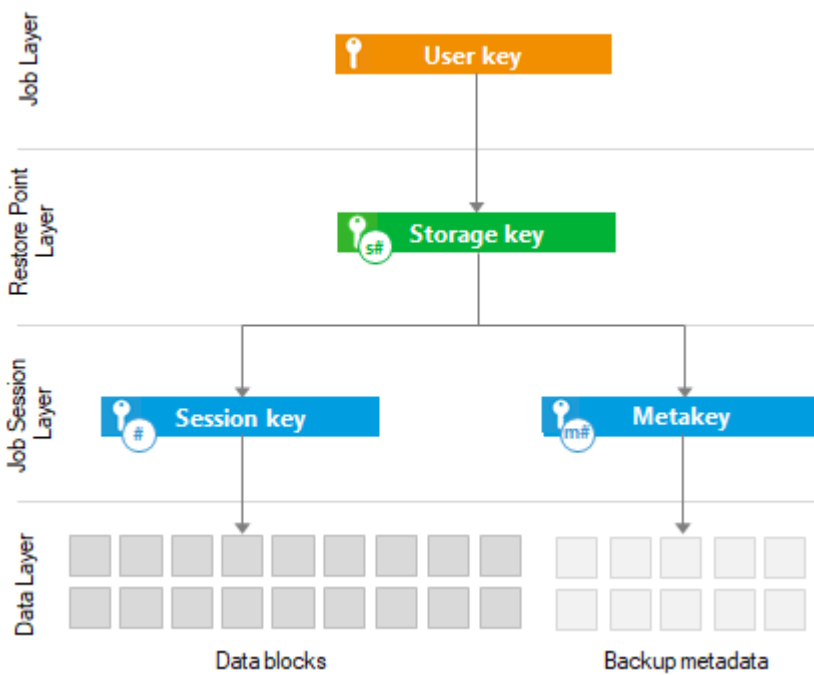 Job Layer
User key
Restore Point
Layer
s#
Storage key
Job Session
Layer
#
Session key
m#
Metakey
Data Layer
Data blocks
Backup metadata